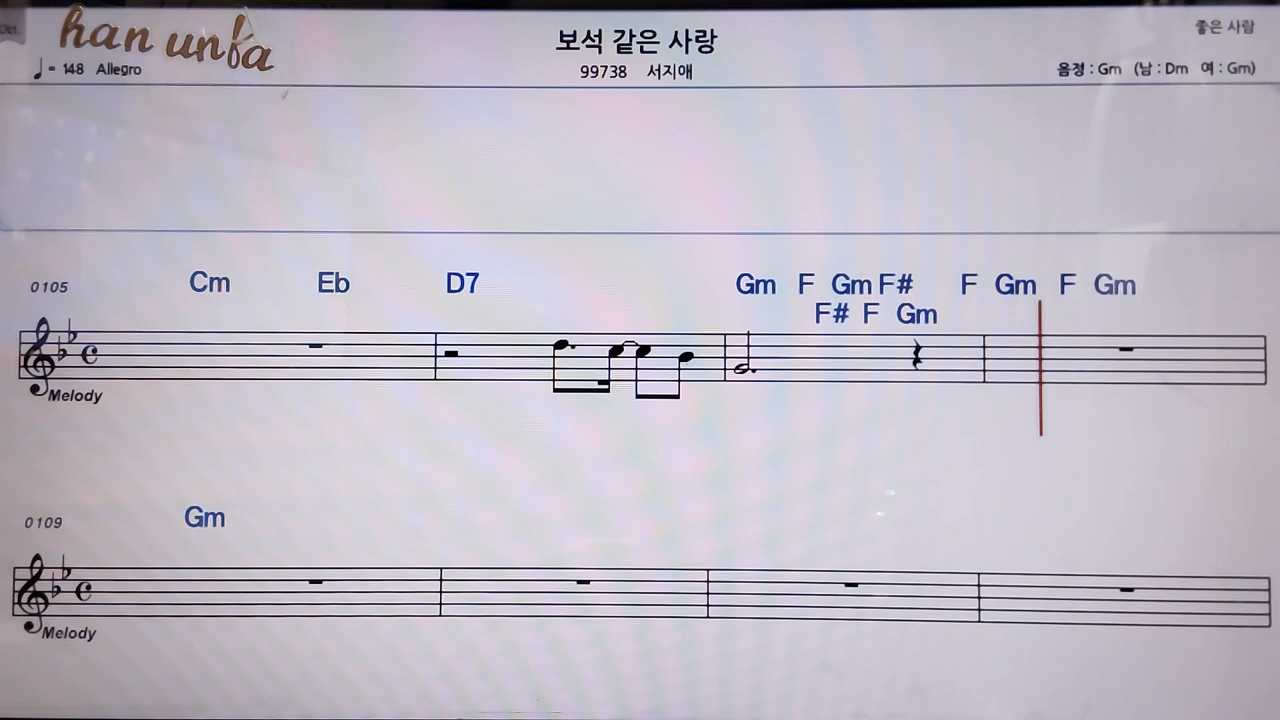 han unfa
보석 같은 사랑
좋은 사람
♩= 148 Allegro
99738 서지애
음정 : Gm (남 : Dm 여 : Gm)
0105 Cm Eb D7 Gm F Gm F# F Gm F Gm
F# F Gm
Melody
0109 Gm
Melody